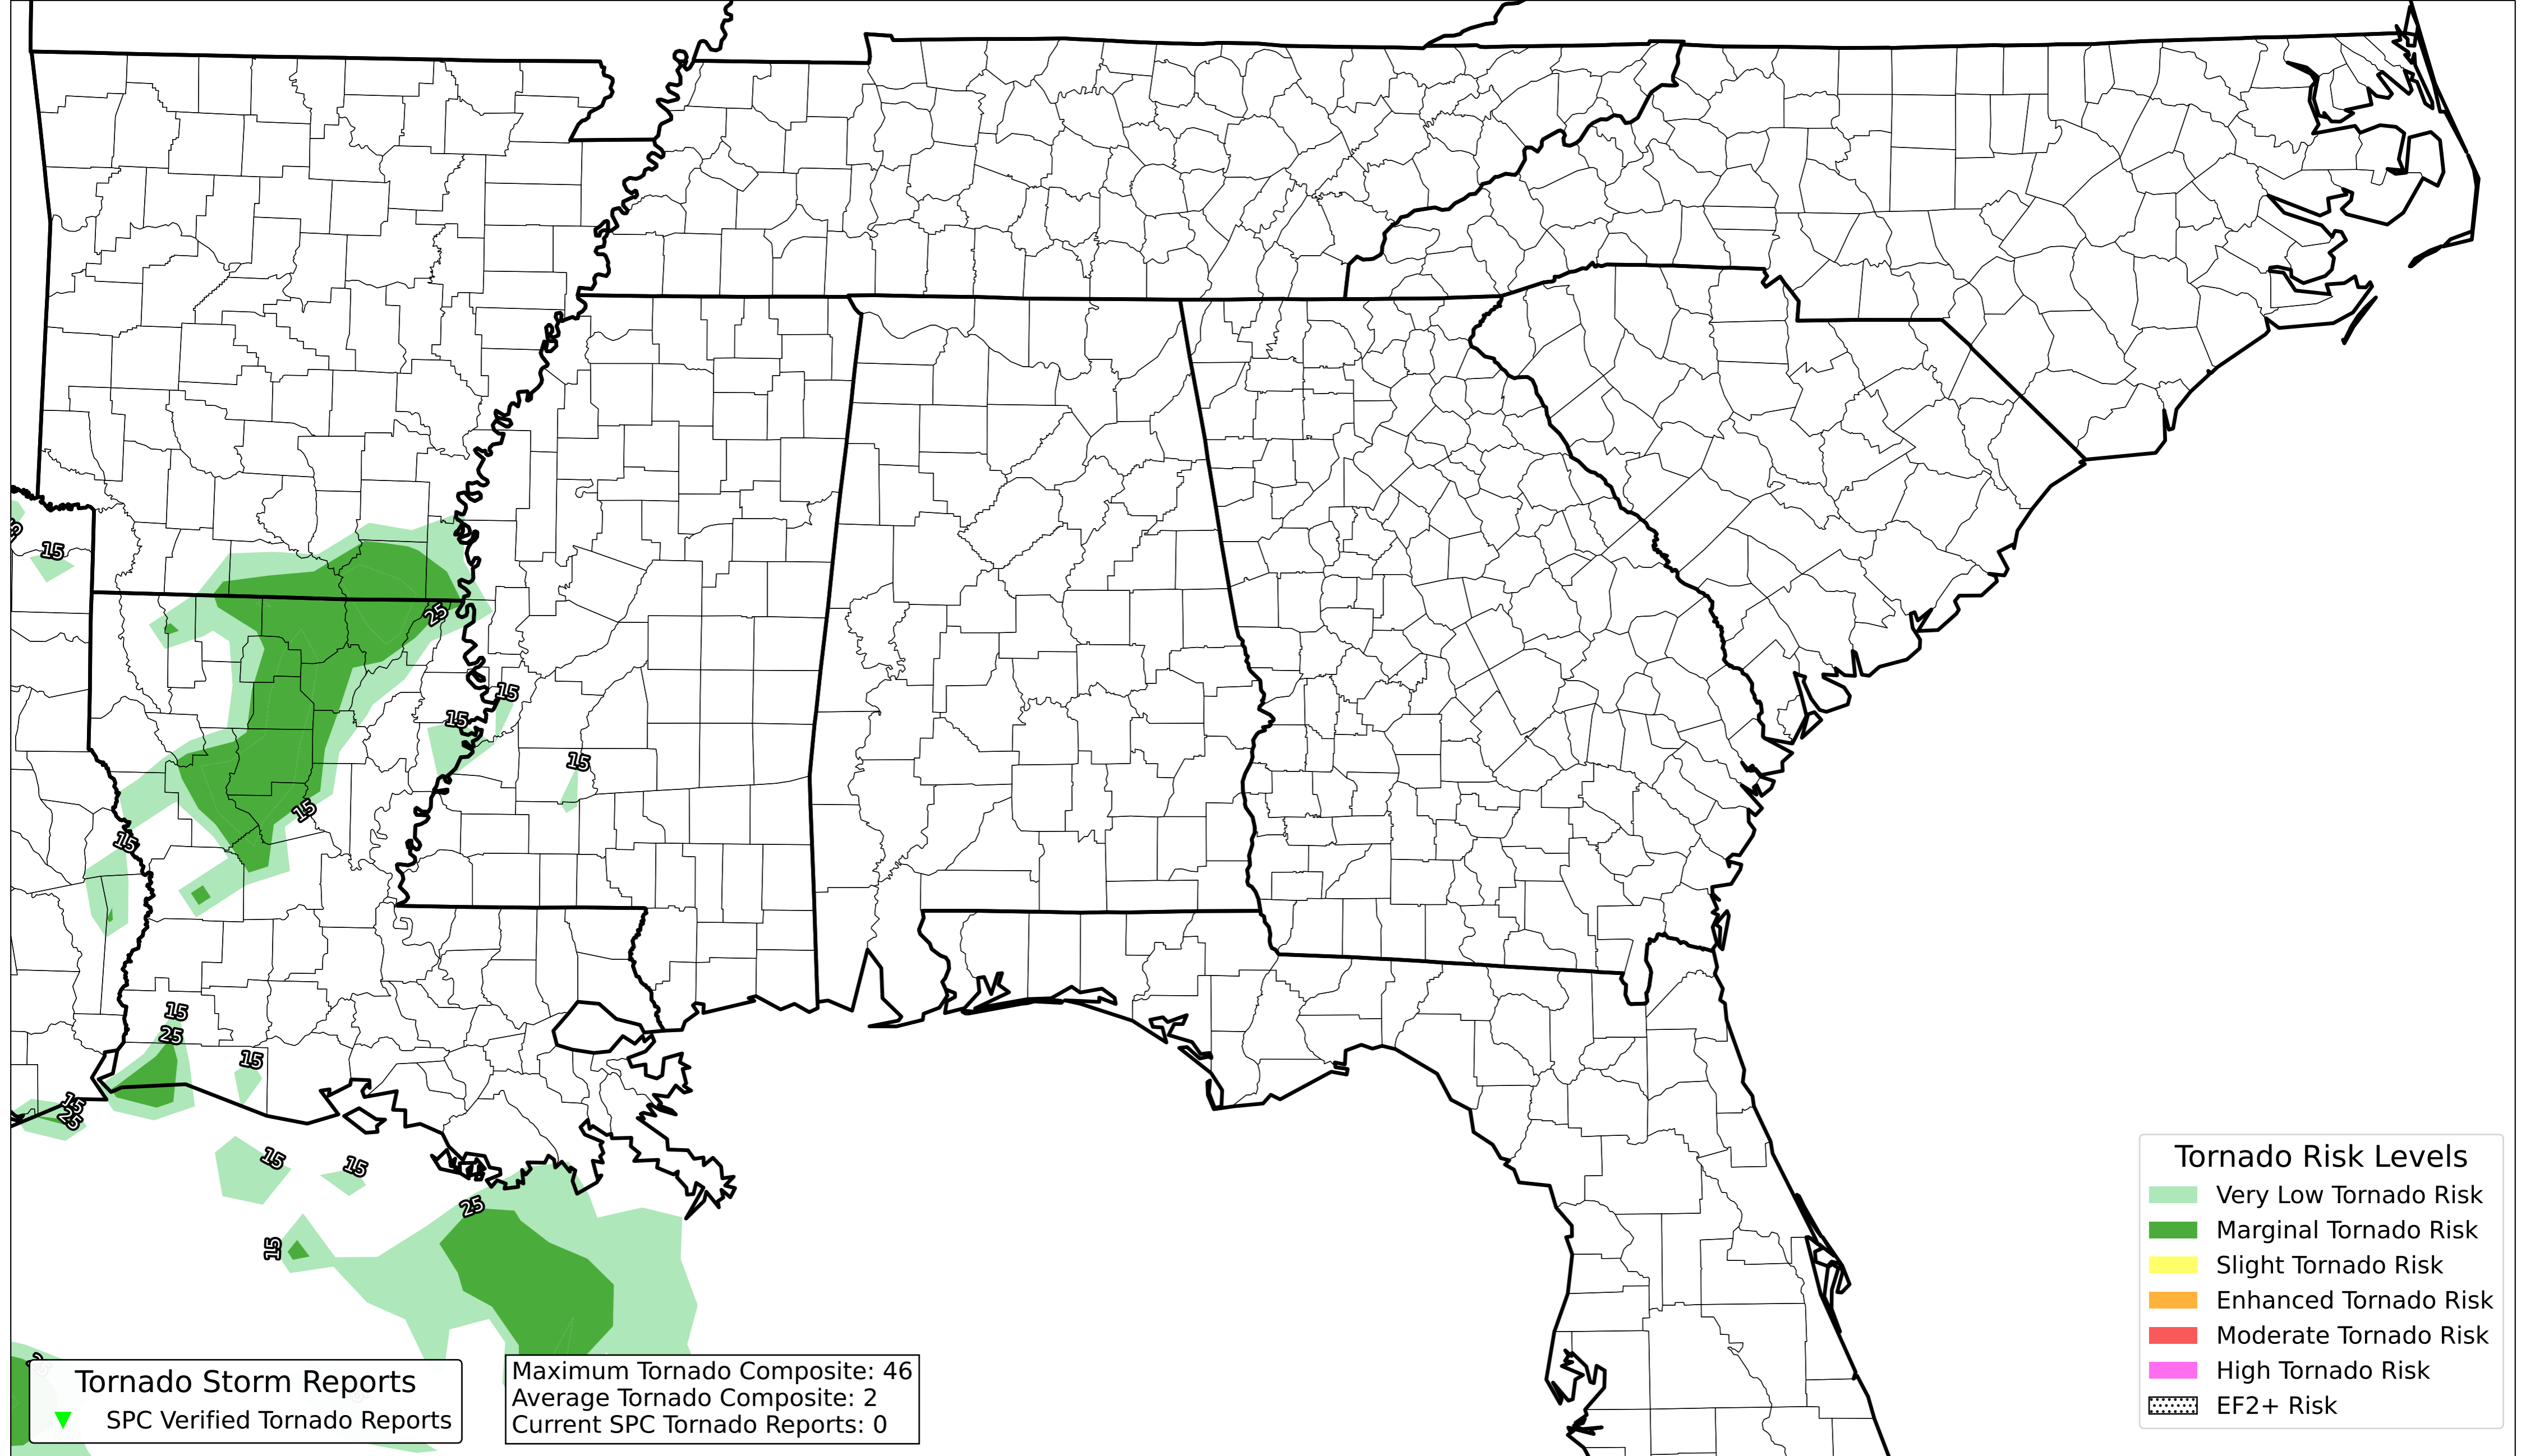 15
25
15
15
15
15
15
15
25
15
15
25
15
15
25
15
Tornado Risk Levels
Very Low Tornado Risk
Marginal Tornado Risk
Slight Tornado Risk
Enhanced Tornado Risk
Moderate Tornado Risk
High Tornado Risk
EF2+ Risk
Tornado Storm Reports
SPC Verified Tornado Reports
Maximum Tornado Composite: 46
Average Tornado Composite: 2
Current SPC Tornado Reports: 0